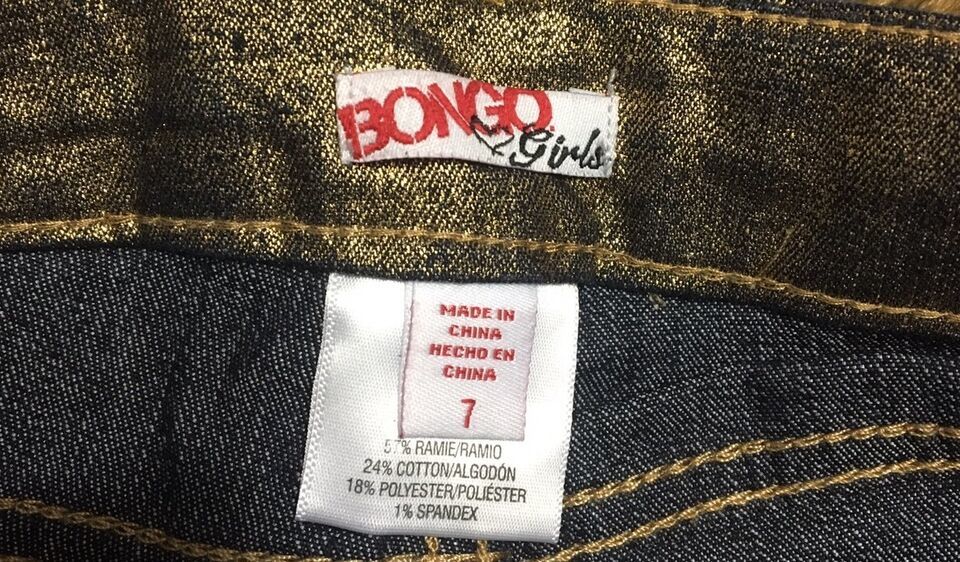 BONGO
Girls
MADE IN
CHINA
HECHO EN
CHINA
7
57% RAMIE/RAMIO
24% COTTON/ALGODÓN
18% POLYESTER/POLIÉSTER
1% SPANDEX